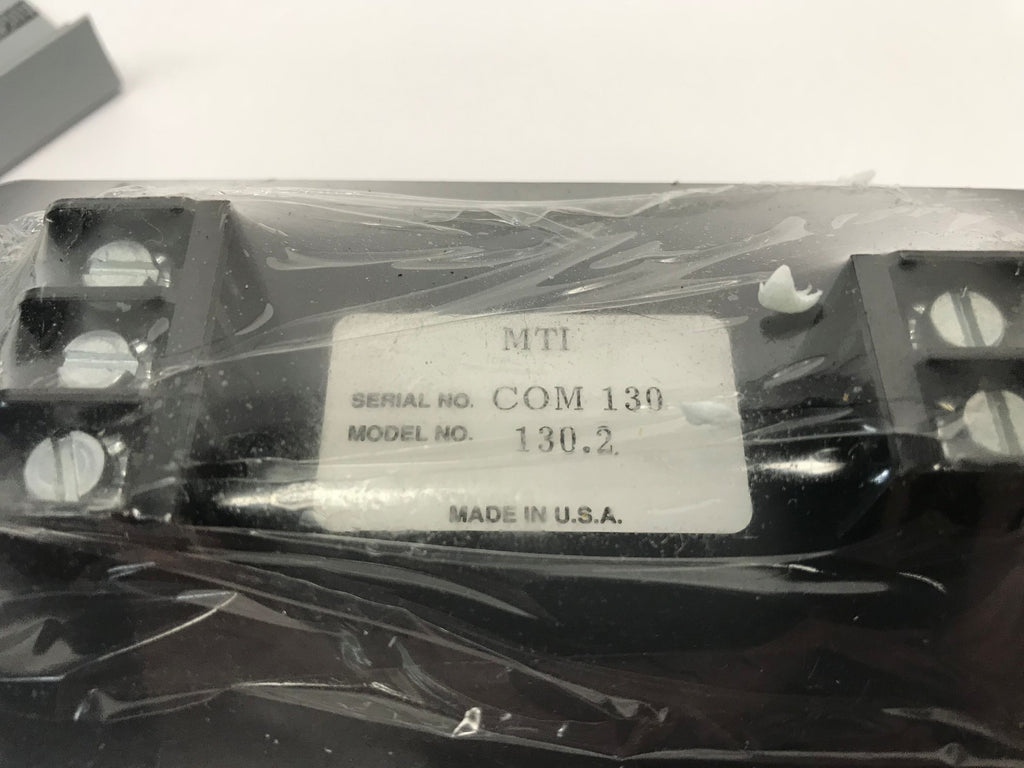 MTI
SERIAL NO. COM 130
MODEL NO. 130.2
MADE IN U.S.A.